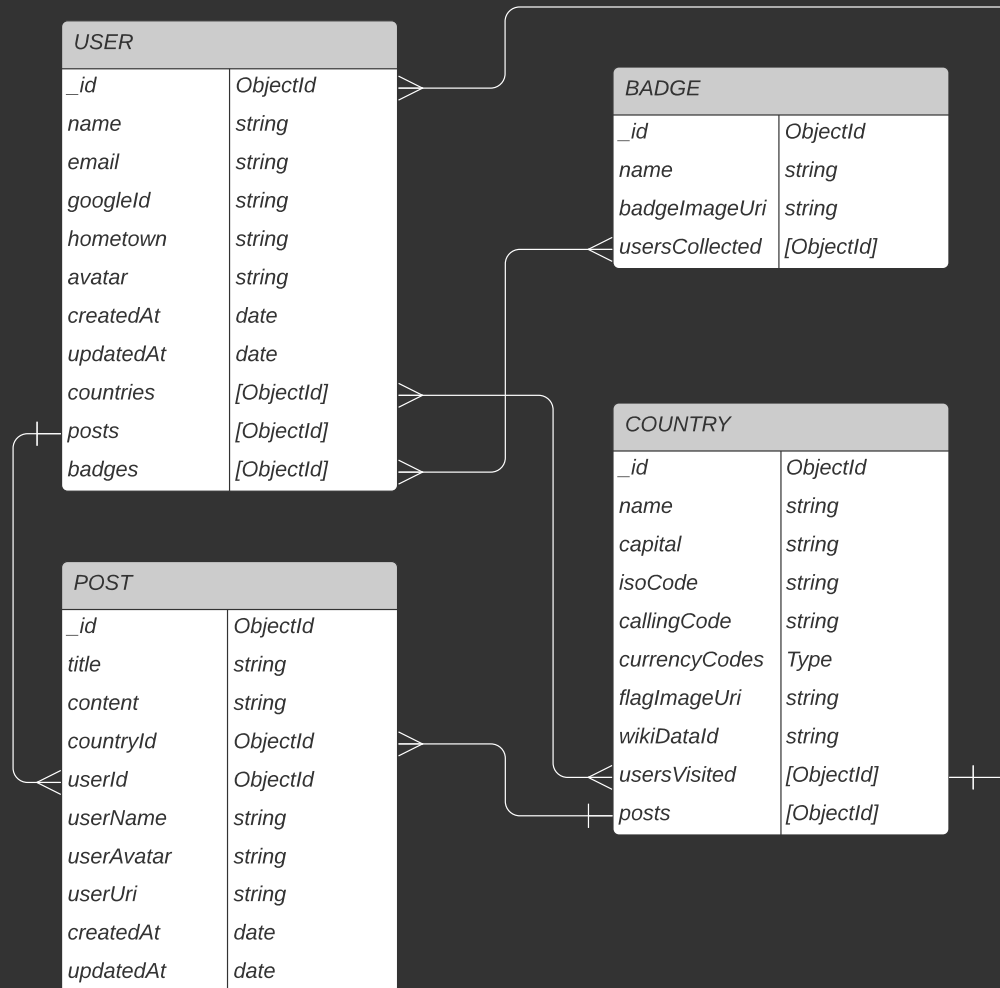 USER
_id ObjectId
name string
email string
googleId string
hometown string
avatar string
createdAt date
updatedAt date
countries [ObjectId]
posts [ObjectId]
badges [ObjectId]
BADGE
_id ObjectId
name string
badgeImageUri string
usersCollected [ObjectId]
POST
_id ObjectId
title string
content string
countryId ObjectId
userId ObjectId
userName string
userAvatar string
userUri string
createdAt date
updatedAt date
COUNTRY
_id ObjectId
name string
capital string
isoCode string
callingCode string
currencyCodes Type
flagImageUri string
wikiDataId string
usersVisited [ObjectId]
posts [ObjectId]